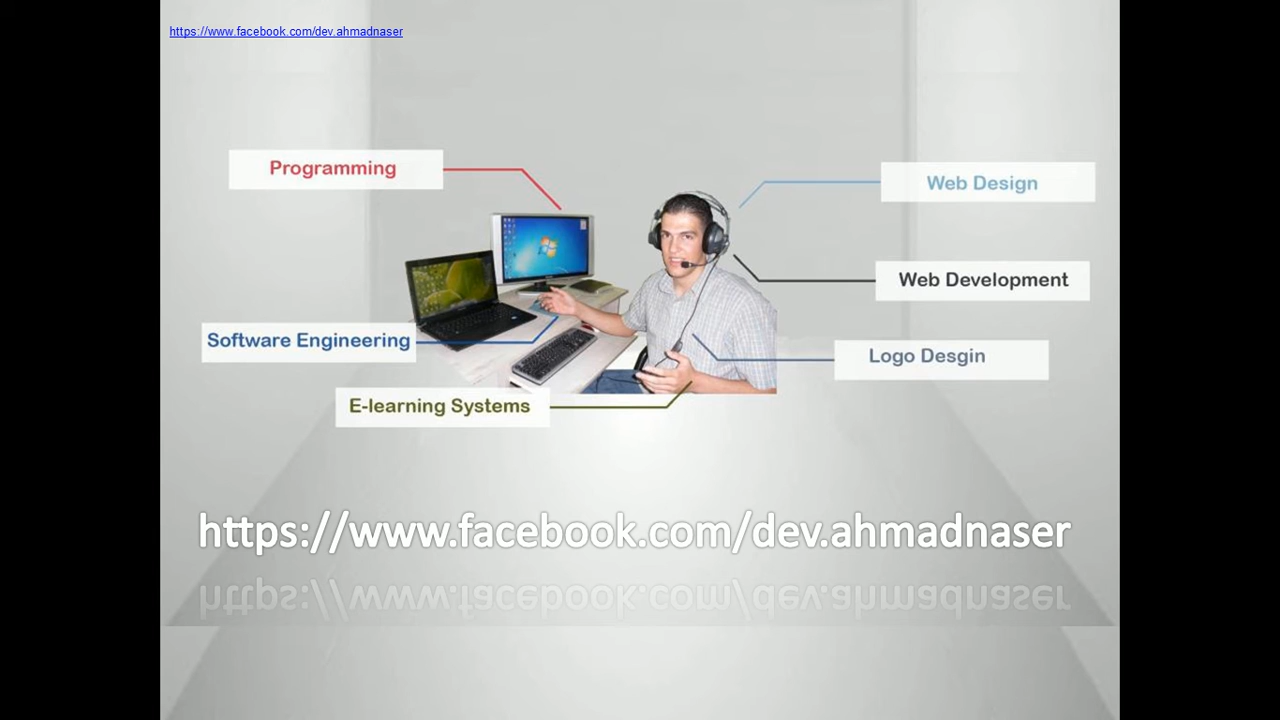 https://www.facebook.com/dev.ahmadnaser
Programming
Web Design
Web Development
Software Engineering
Logo Desgin
E-learning Systems
https://www.facebook.com/dev.ahmadnaser